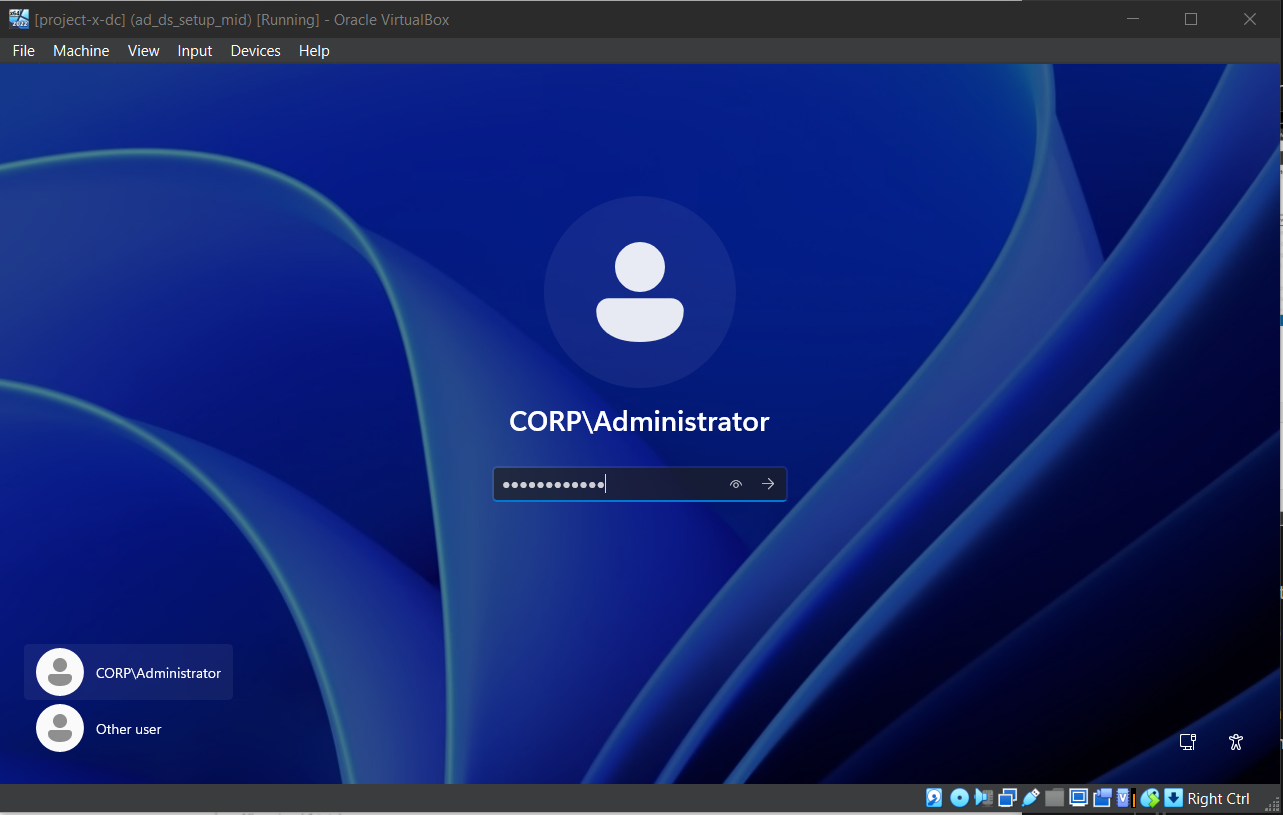 [project-x-dc] (ad_ds_setup_mid) [Running] - Oracle VirtualBox
File Machine View Input Devices Help
CORP\Administrator
••••••••••••
CORP\Administrator
Other user
Right Ctrl